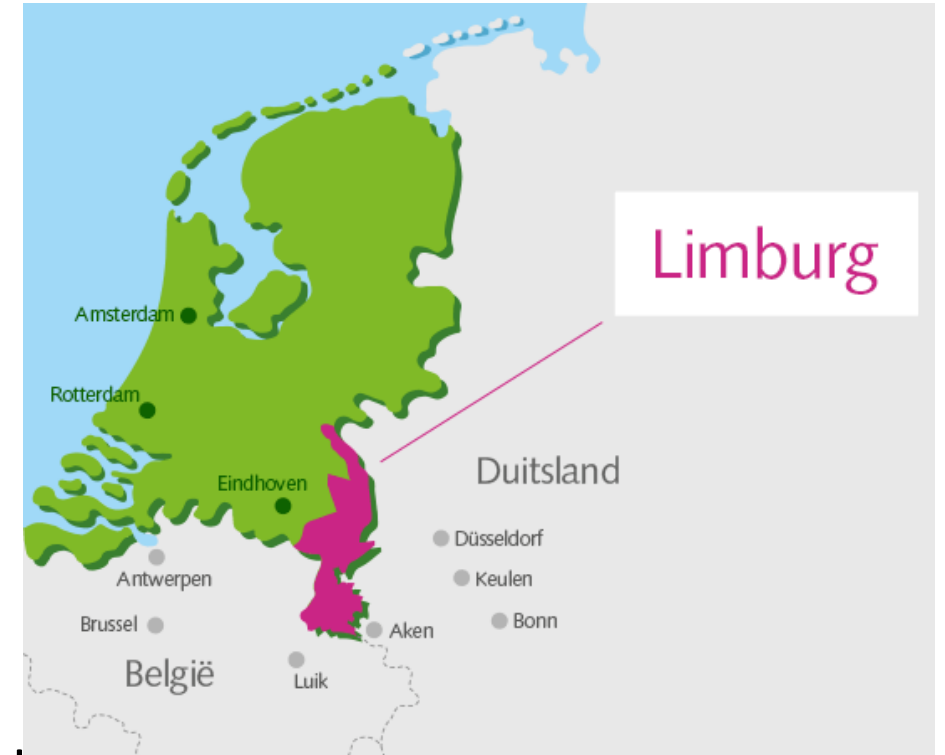 Limburg
Amsterdam
Rotterdam
Eindhoven
Duitsland
Düsseldorf
Antwerpen
Keulen
Brussel
Bonn
Aken
België
Luik